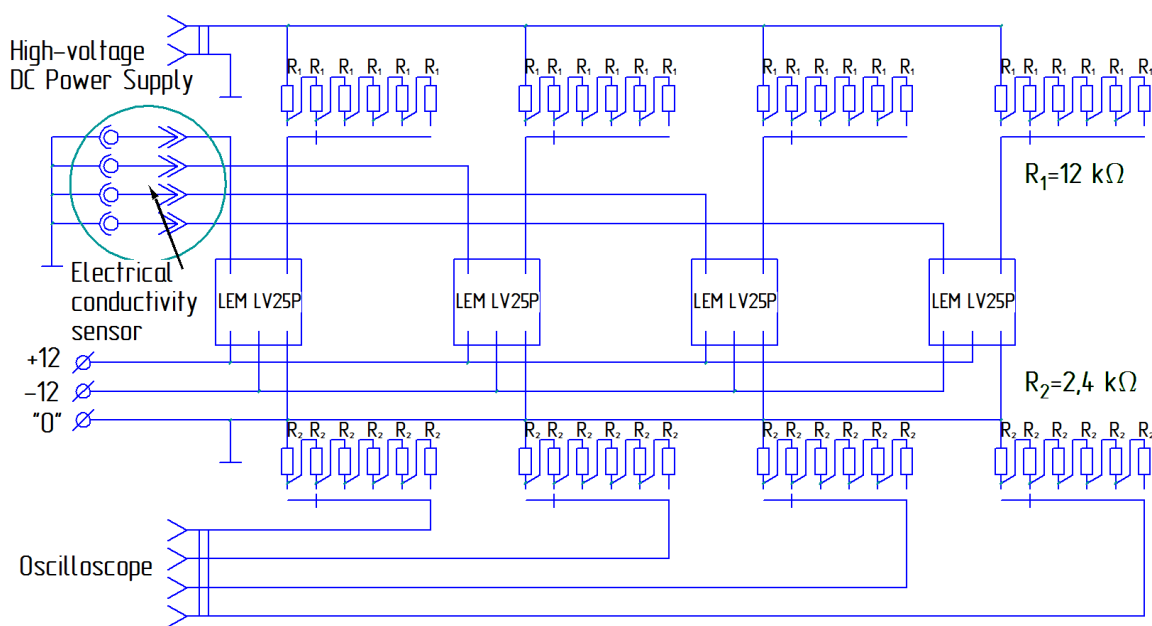 High-voltage
DC Power Supply
R₁ R₁ R₁ R₁ R₁ R₁
R₁ R₁ R₁ R₁ R₁ R₁
R₁ R₁ R₁ R₁ R₁ R₁
R₁ R₁ R₁ R₁ R₁ R₁
R₁=12 kΩ
Electrical
conductivity
sensor
LEM LV25P
LEM LV25P
LEM LV25P
LEM LV25P
+12
-12
"0"
R₂=2,4 kΩ
R₂ R₂ R₂ R₂ R₂ R₂
R₂ R₂ R₂ R₂ R₂ R₂
R₂ R₂ R₂ R₂ R₂ R₂
R₂ R₂ R₂ R₂ R₂ R₂
Oscilloscope